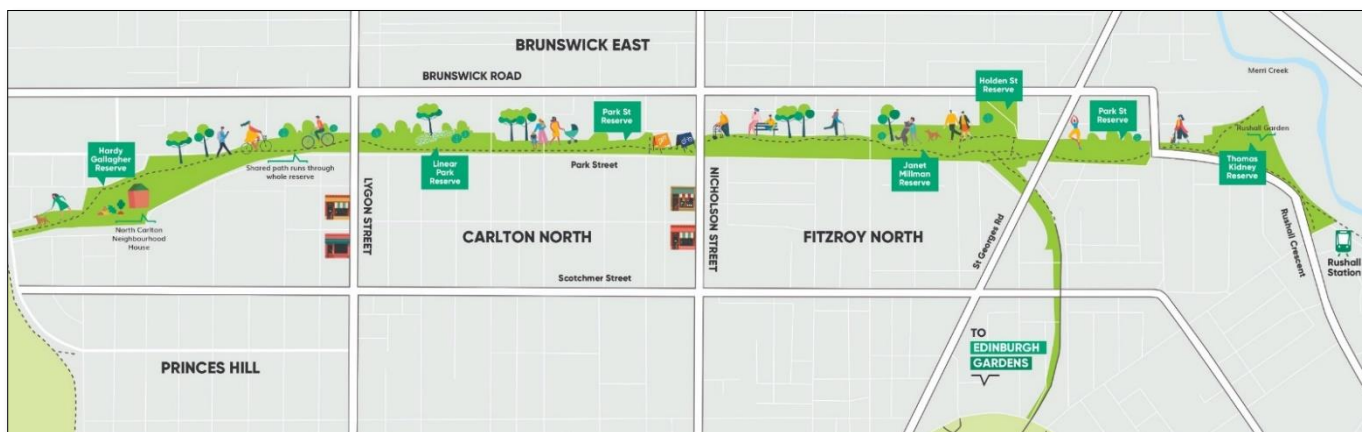 BRUNSWICK EAST
BRUNSWICK ROAD
Merri Creek
Holden St
Reserve
Park St
Reserve
Park St
Reserve
Rushall Garden
Hardy
Gallagher
Reserve
Shared path runs through
whole reserve
Linear
Park
Reserve
Park Street
Janet
Millman
Reserve
Thomas
Kidney
Reserve
North Carlton
Neighbourhood
House
LYGON STREET
CARLTON NORTH
NICHOLSON STREET
FITZROY NORTH
St Georges Rd
Rushall Crescent
Rushall
Station
Scotchmer Street
PRINCES HILL
TO
EDINBURGH
GARDENS